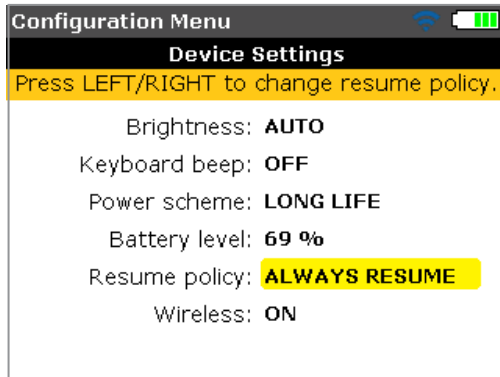 Configuration Menu
Device Settings
Press LEFT/RIGHT to change resume policy.
Brightness: AUTO
Keyboard beep: OFF
Power scheme: LONG LIFE
Battery level: 69 %
Resume policy: ALWAYS RESUME
Wireless: ON